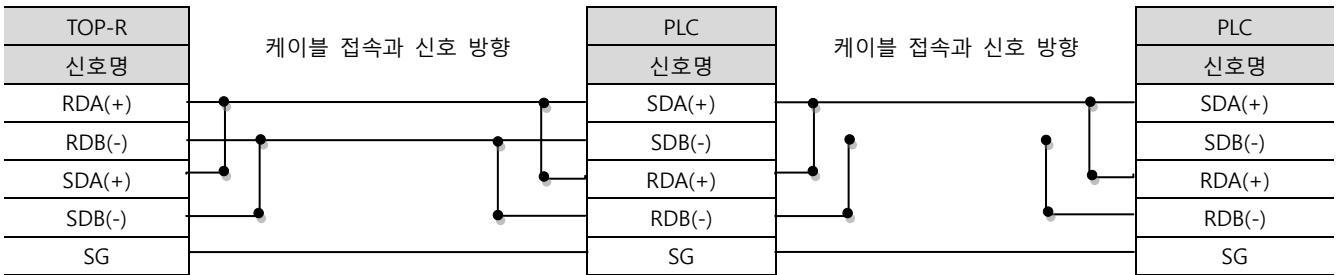 TOP-R 케이블 접속과 신호 방향 PLC 케이블 접속과 신호 방향 PLC
신호명 신호명 신호명
RDA(+) SDA(+) SDA(+)
RDB(-) SDB(-) SDB(-)
SDA(+) RDA(+) RDA(+)
SDB(-) RDB(-) RDB(-)
SG SG SG